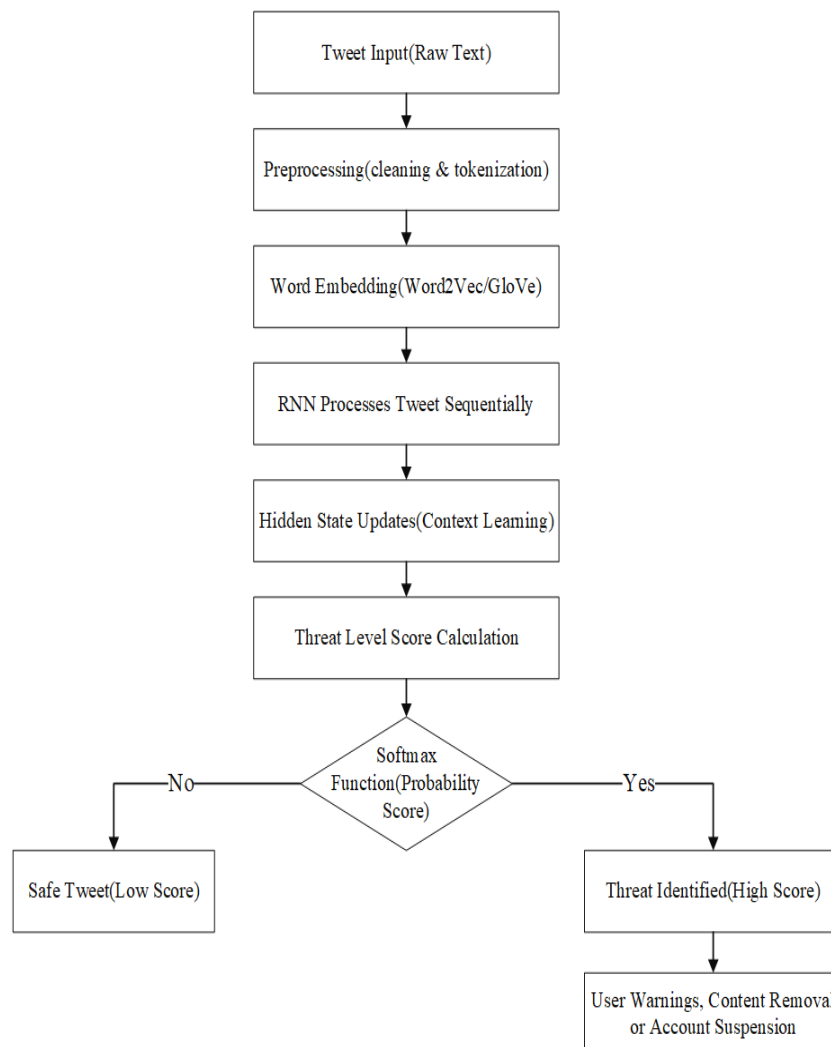 Tweet Input(Raw Text)
Preprocessing(cleaning & tokenization)
Word Embedding(Word2Vec/GloVe)
RNN Processes Tweet Sequentially
Hidden State Updates(Context Learning)
Threat Level Score Calculation
Softmax
Function(Probability
Score)
No
Yes
Safe Tweet(Low Score)
Threat Identified(High Score)
User Warnings, Content Removal
or Account Suspension